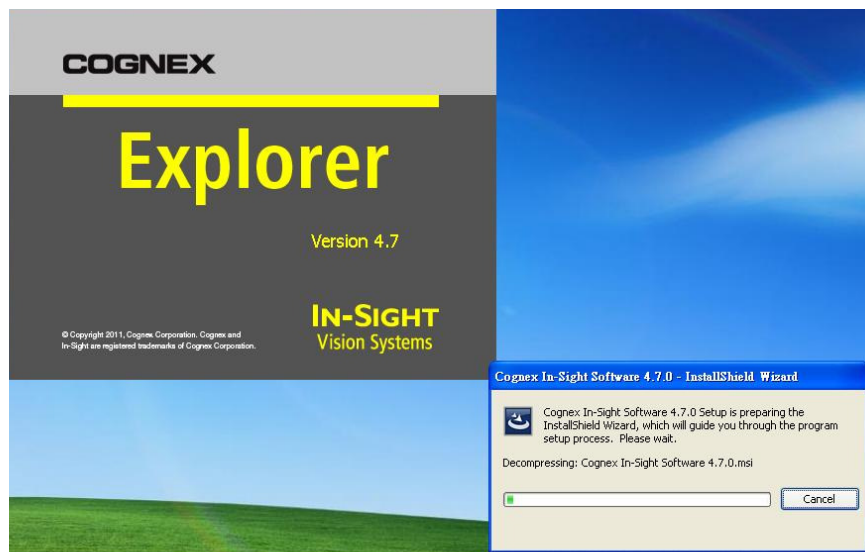 COGNEX
Explorer
Version 4.7
© Copyright 2011, Cognex Corporation. Cognex and
In-Sight are registered trademarks of Cognex Corporation.
IN-SIGHT
Vision Systems
Cognex In-Sight Software 4.7.0 - InstallShield Wizard
Cognex In-Sight Software 4.7.0 Setup is preparing the
InstallShield Wizard, which will guide you through the program
setup process. Please wait.
Decompressing: Cognex In-Sight Software 4.7.0.msi
Cancel